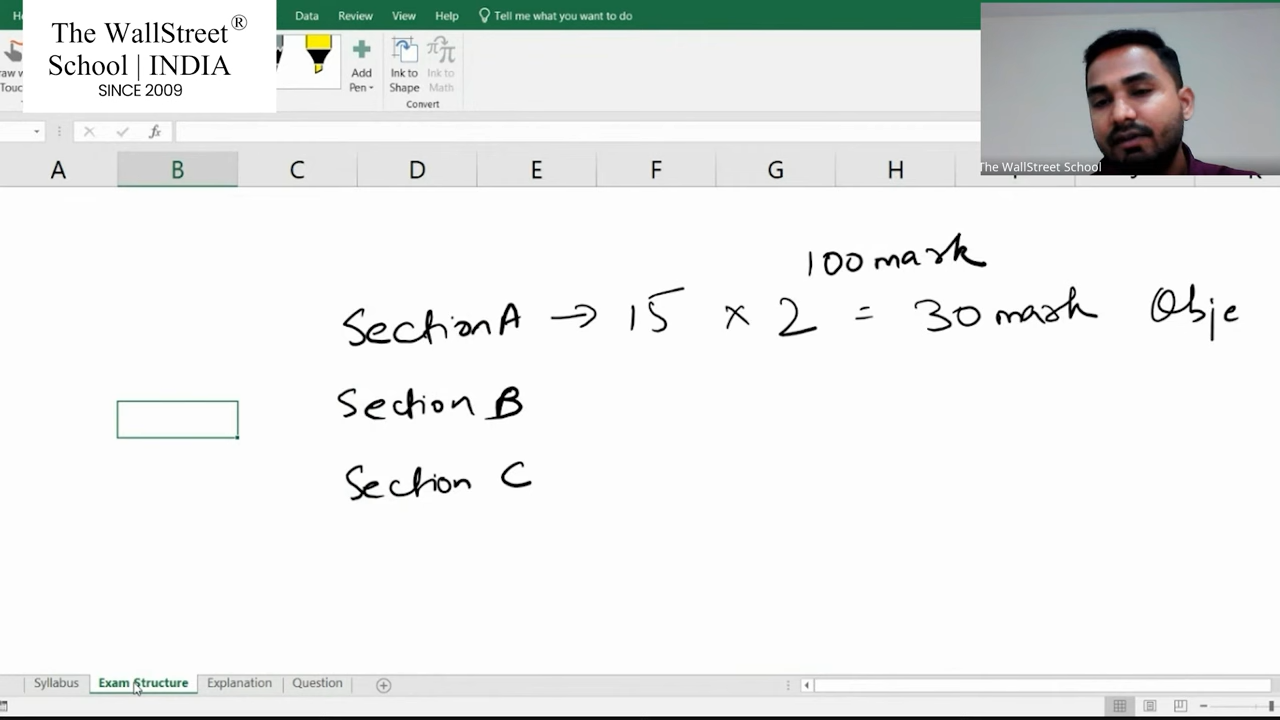 Data Review View Help Tell me what you want to do
The WallStreet ®
School | INDIA
SINCE 2009
Add Pen
Ink to Shape
Ink to Math
Convert
fx
The WallStreet School
A B C D E F G H
100 mark
Section A → 15 × 2 = 30 mark Obje
Section B
Section C
Syllabus Exam Structure Explanation Question